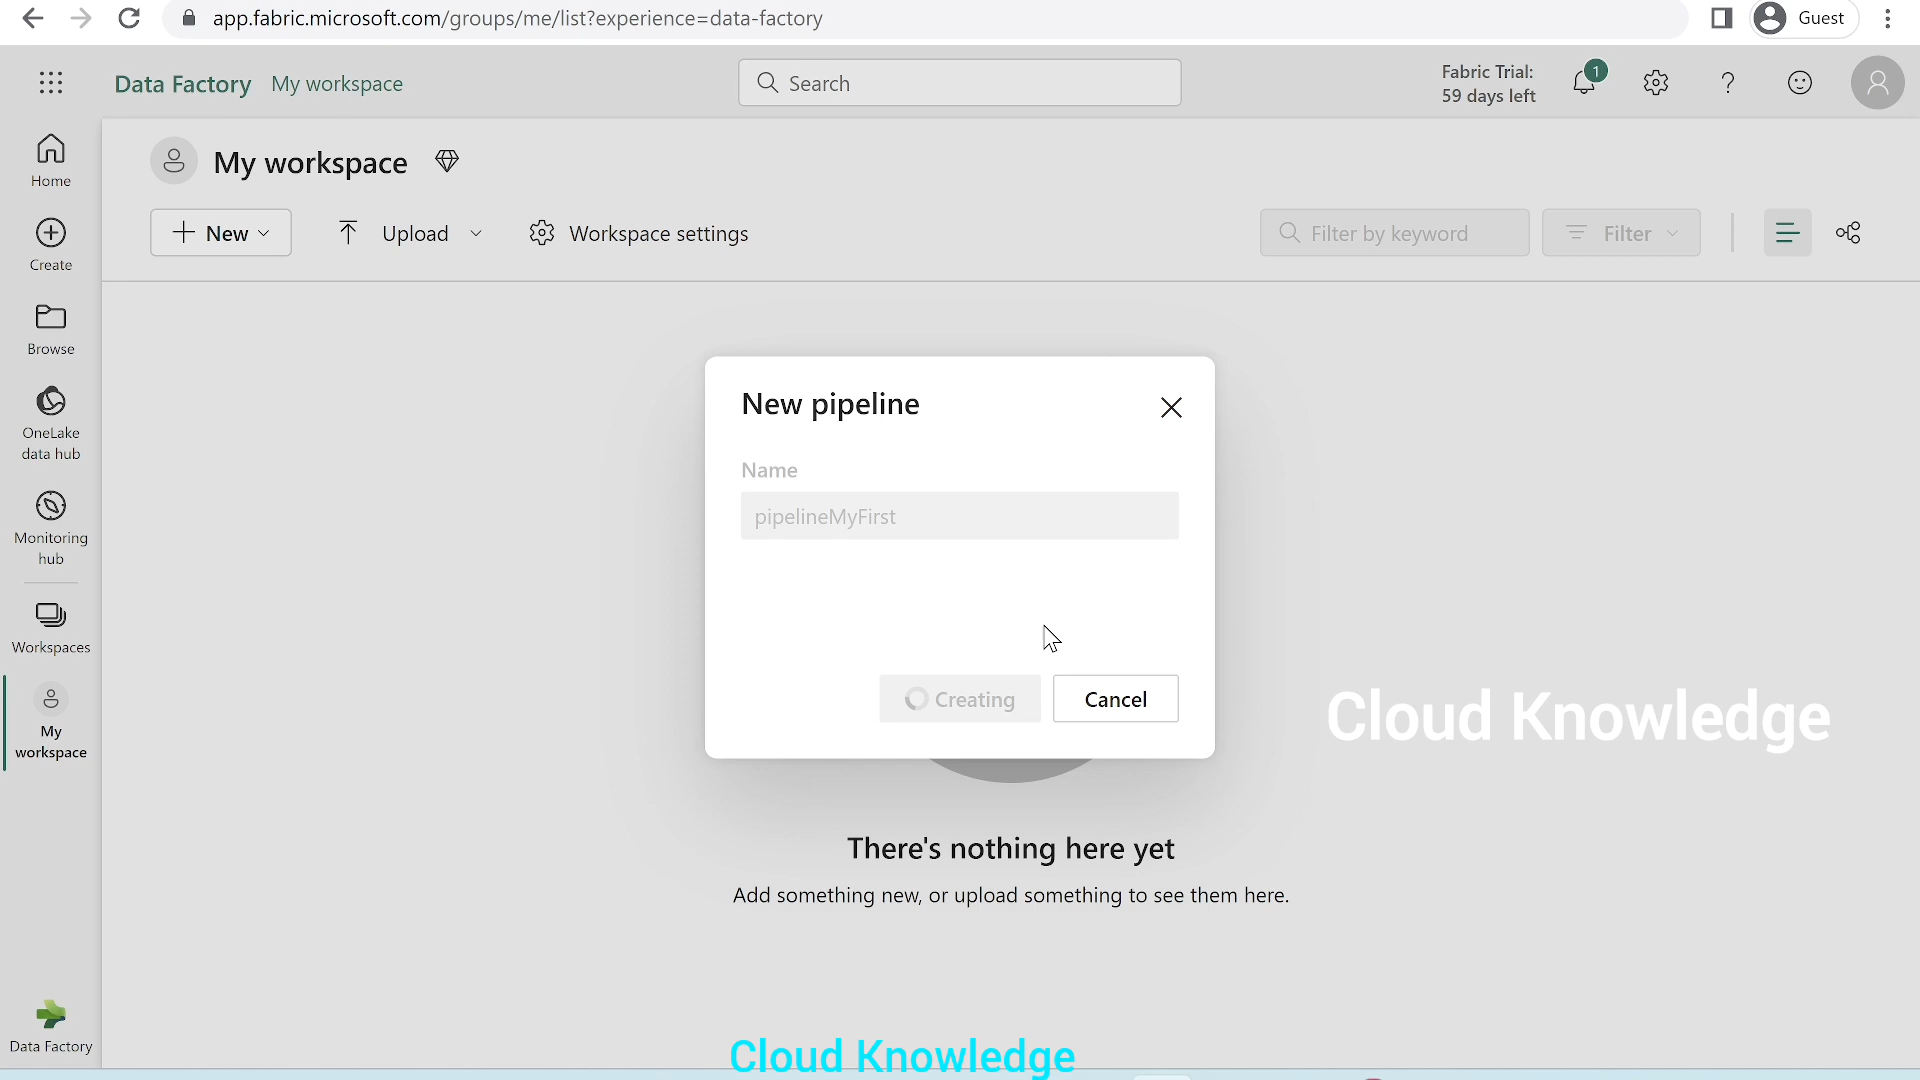 app.fabric.microsoft.com/groups/me/list?experience=data-factory
Guest
Data Factory My workspace
Search
Fabric Trial:
59 days left
1
?
Home
Create
Browse
OneLake
data hub
Monitoring
hub
Workspaces
My
workspace
Data Factory
My workspace
New
Upload
Workspace settings
Filter by keyword
Filter
New pipeline
Name
pipelineMyFirst
Creating
Cancel
Cloud Knowledge
There's nothing here yet
Add something new, or upload something to see them here.
Cloud Knowledge